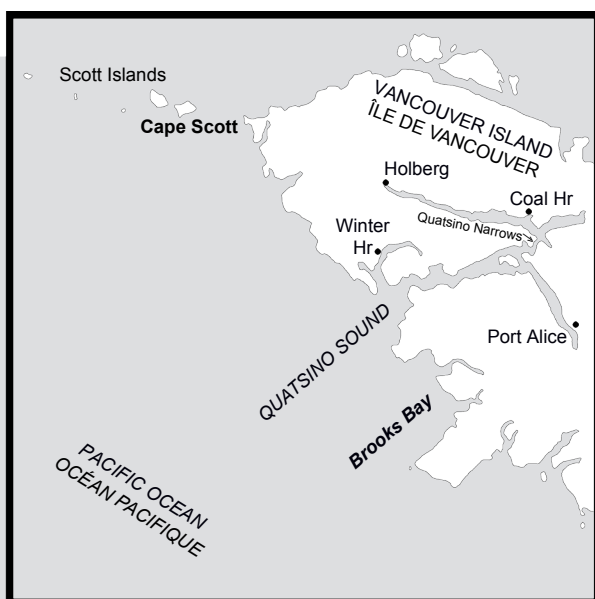 Scott Islands
Cape Scott
VANCOUVER ISLAND
ÎLE DE VANCOUVER
Holberg
Coal Hr
Quatsino Narrows
Winter
Hr
Port Alice
QUATSINO SOUND
Brooks Bay
PACIFIC OCEAN
OCÉAN PACIFIQUE